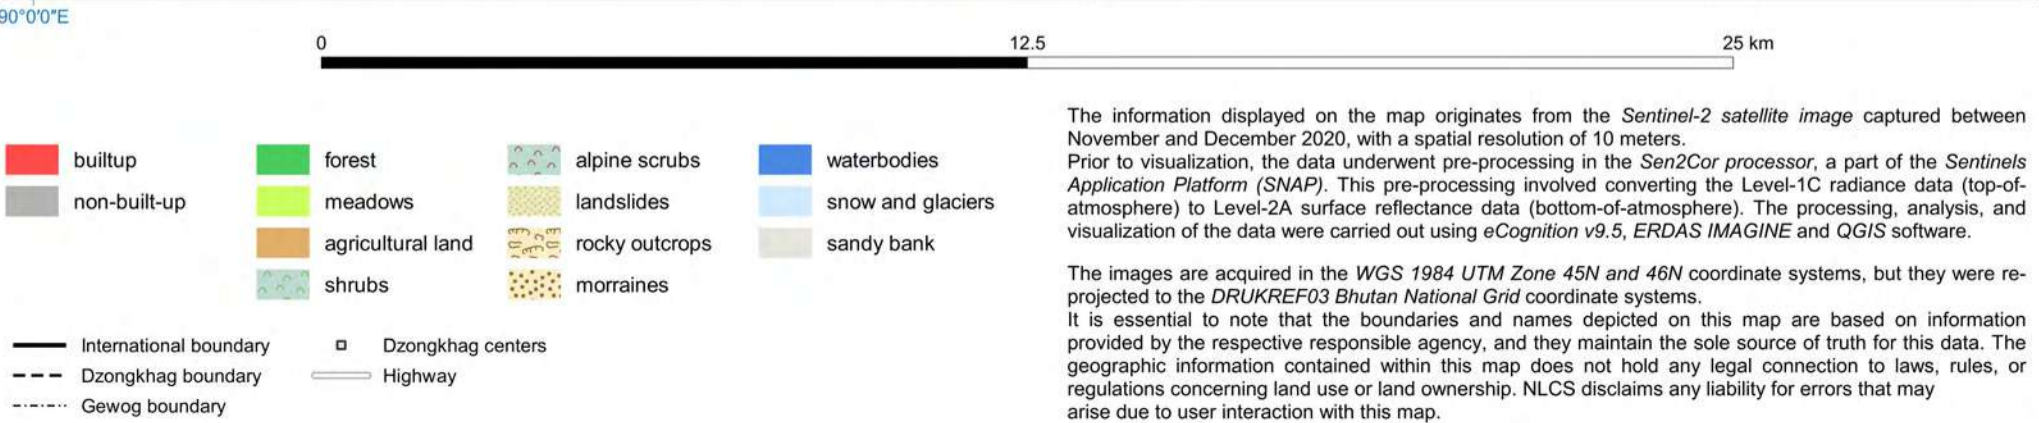 90°0'0"E
0 12.5 25 km
builtup
non-built-up
forest
meadows
agricultural land
shrubs
alpine scrubs
landslides
rocky outcrops
morraines
waterbodies
snow and glaciers
sandy bank
International boundary
Dzongkhag boundary
Gewog boundary
Dzongkhag centers
Highway
The information displayed on the map originates from the Sentinel-2 satellite image captured between
November and December 2020, with a spatial resolution of 10 meters.
Prior to visualization, the data underwent pre-processing in the Sen2Cor processor, a part of the Sentinels
Application Platform (SNAP). This pre-processing involved converting the Level-1C radiance data (top-of-
atmosphere) to Level-2A surface reflectance data (bottom-of-atmosphere). The processing, analysis, and
visualization of the data were carried out using eCognition v9.5, ERDAS IMAGINE and QGIS software.
The images are acquired in the WGS 1984 UTM Zone 45N and 46N coordinate systems, but they were re-
projected to the DRUKREF03 Bhutan National Grid coordinate systems.
It is essential to note that the boundaries and names depicted on this map are based on information
provided by the respective responsible agency, and they maintain the sole source of truth for this data. The
geographic information contained within this map does not hold any legal connection to laws, rules, or
regulations concerning land use or land ownership. NLCS disclaims any liability for errors that may
arise due to user interaction with this map.